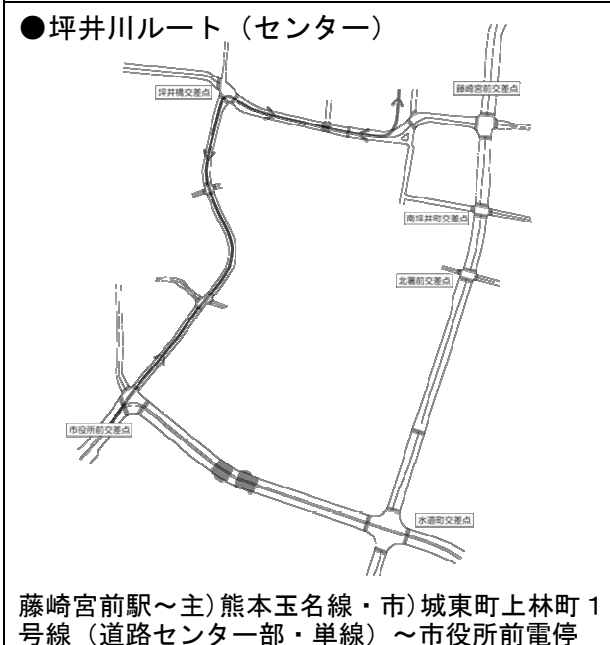 ●坪井川ルート（センター）
坪井橋交差点
藤崎宮前交差点
南坪井町交差点
北署前交差点
市役所前交差点
水道町交差点
藤崎宮前駅～主)熊本玉名線・市)城東町上林町１
号線（道路センター部・単線）～市役所前電停